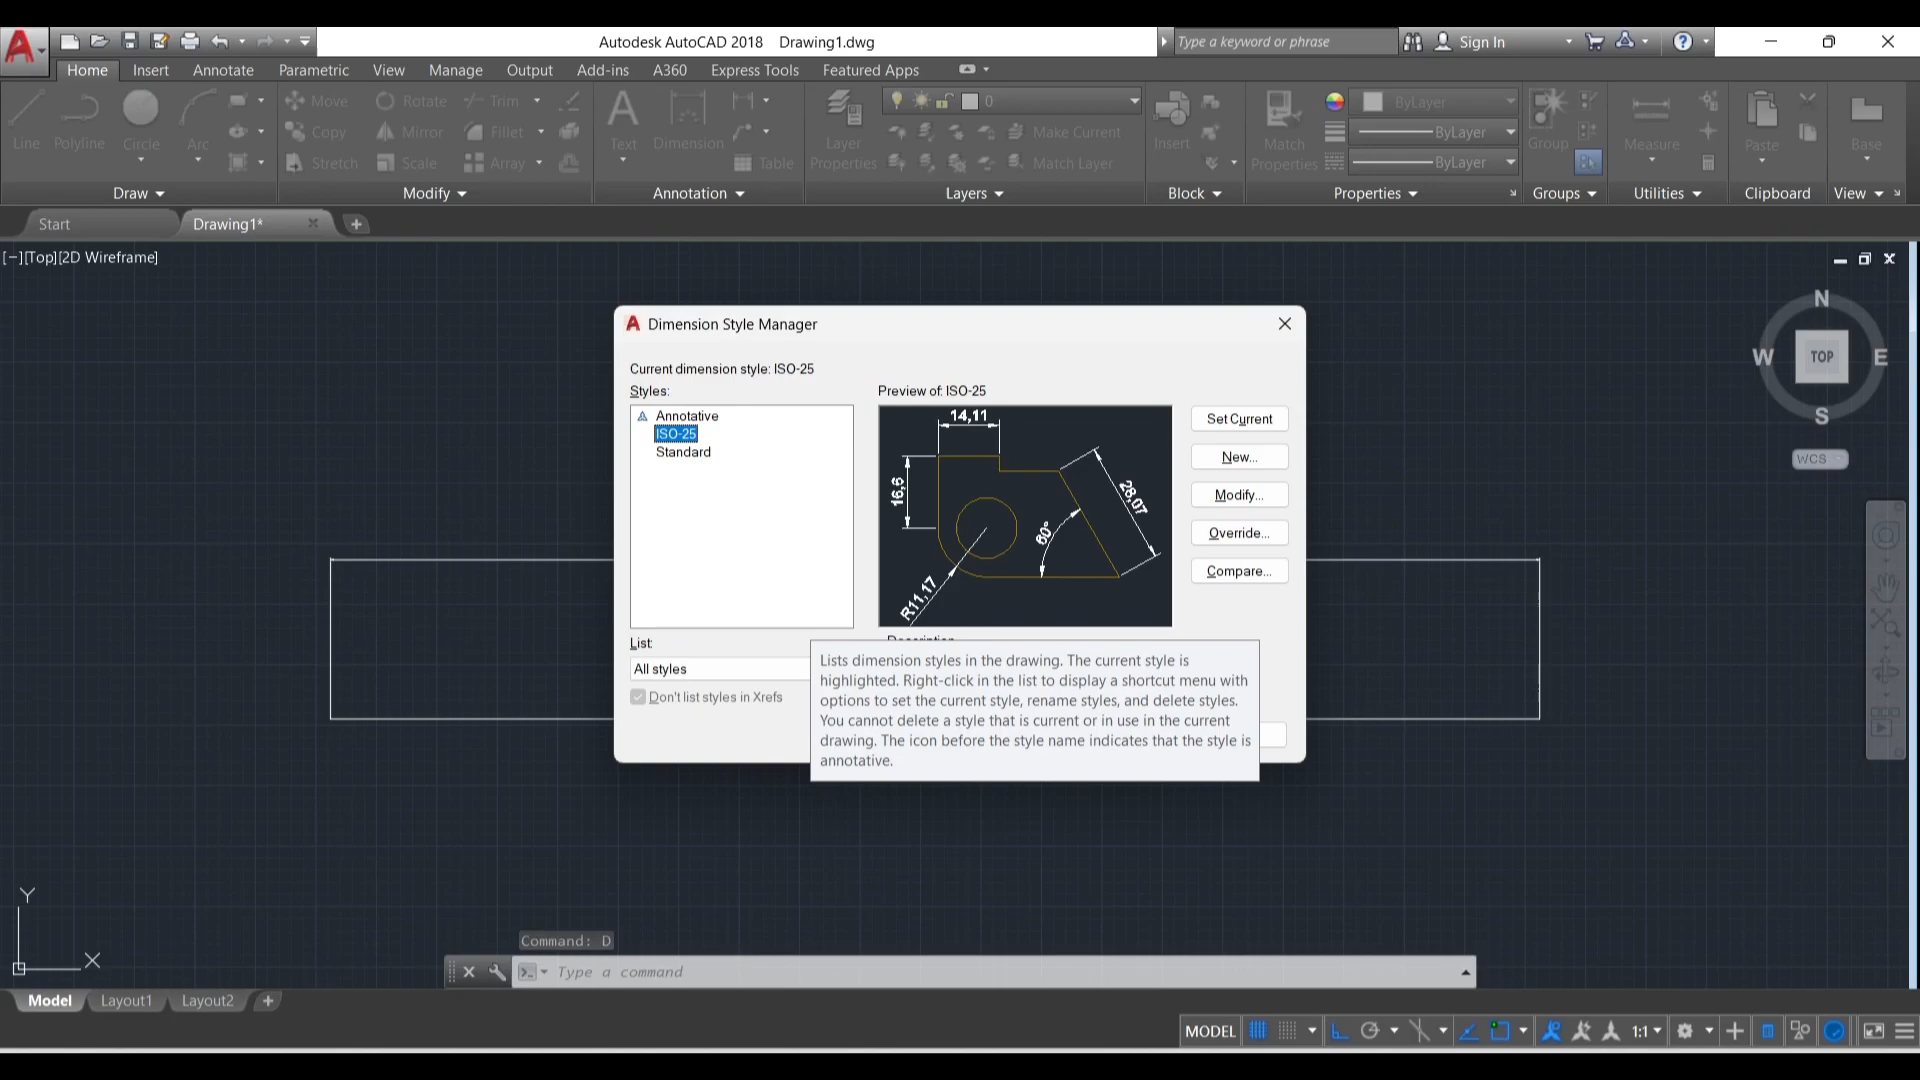 Autodesk AutoCAD 2018 Drawing1.dwg
Type a keyword or phrase
Sign In
Home Insert Annotate Parametric View Manage Output Add-ins A360 Express Tools Featured Apps
Line Polyline Circle Arc
Move Rotate Trim
Copy Mirror Fillet
Stretch Scale Array
Text Dimension
Table
Layer Properties
0
Make Current
Match Layer
Insert
Match Properties
ByLayer
ByLayer
ByLayer
Group
Measure
Paste
Base
Draw Modify Annotation Layers Block Properties Groups Utilities Clipboard View
Start Drawing1*
[−][Top][2D Wireframe]
N
W TOP E
S
WCS
Dimension Style Manager
Current dimension style: ISO-25
Styles:
Annotative
ISO-25
Standard
Preview of: ISO-25
14,11
16,6
28,07
60°
R11,17
Set Current
New...
Modify...
Override...
Compare...
List:
All styles
Don't list styles in Xrefs
Description
Lists dimension styles in the drawing. The current style is
highlighted. Right-click in the list to display a shortcut menu with
options to set the current style, rename styles, and delete styles.
You cannot delete a style that is current or in use in the current
drawing. The icon before the style name indicates that the style is
annotative.
Y
X
Command: D
Type a command
Model Layout1 Layout2
MODEL 1:1